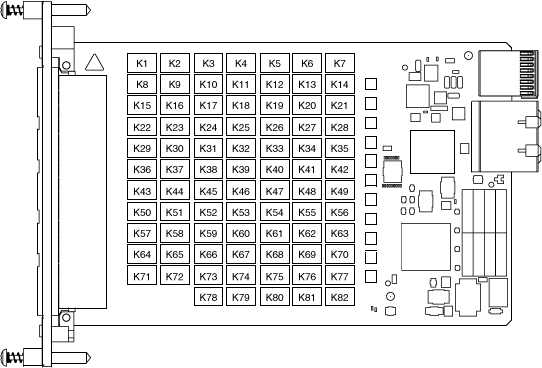 K1 K2 K3 K4 K5 K6 K7
K8 K9 K10 K11 K12 K13 K14
K15 K16 K17 K18 K19 K20 K21
K22 K23 K24 K25 K26 K27 K28
K29 K30 K31 K32 K33 K34 K35
K36 K37 K38 K39 K40 K41 K42
K43 K44 K45 K46 K47 K48 K49
K50 K51 K52 K53 K54 K55 K56
K57 K58 K59 K60 K61 K62 K63
K64 K65 K66 K67 K68 K69 K70
K71 K72 K73 K74 K75 K76 K77
K78 K79 K80 K81 K82